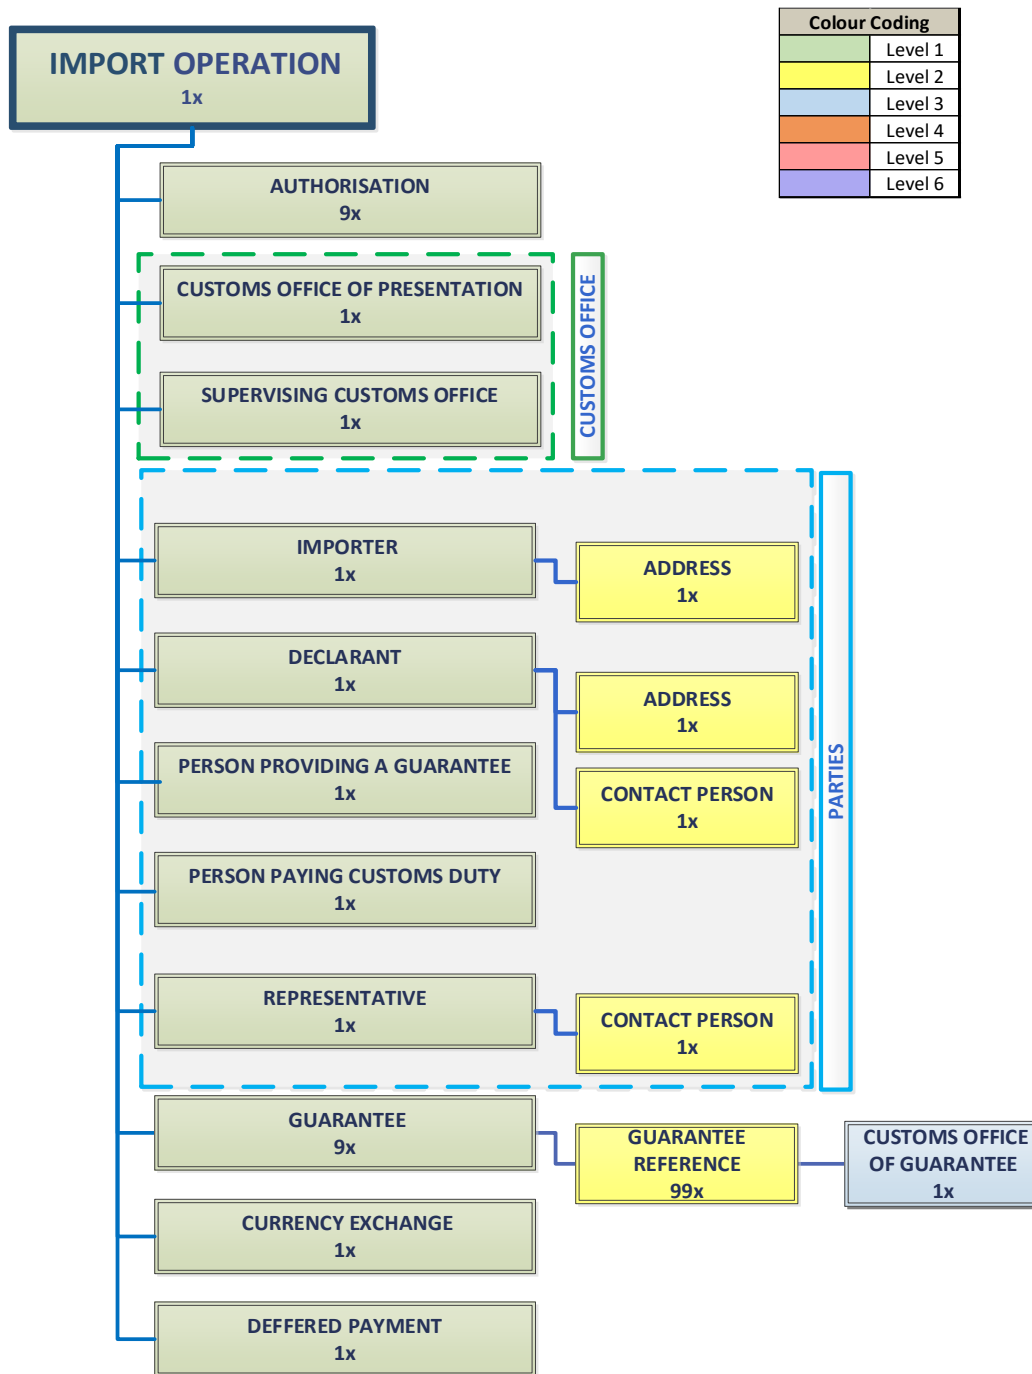 IMPORT OPERATION
1x
Colour Coding
Level 1
Level 2
Level 3
Level 4
Level 5
Level 6
AUTHORISATION
9x
CUSTOMS OFFICE OF PRESENTATION
1x
SUPERVISING CUSTOMS OFFICE
1x
CUSTOMS OFFICE
IMPORTER
1x
ADDRESS
1x
DECLARANT
1x
ADDRESS
1x
CONTACT PERSON
1x
PERSON PROVIDING A GUARANTEE
1x
PERSON PAYING CUSTOMS DUTY
1x
REPRESENTATIVE
1x
CONTACT PERSON
1x
PARTIES
GUARANTEE
9x
GUARANTEE
REFERENCE
99x
CUSTOMS OFFICE
OF GUARANTEE
1x
CURRENCY EXCHANGE
1x
DEFFERED PAYMENT
1x